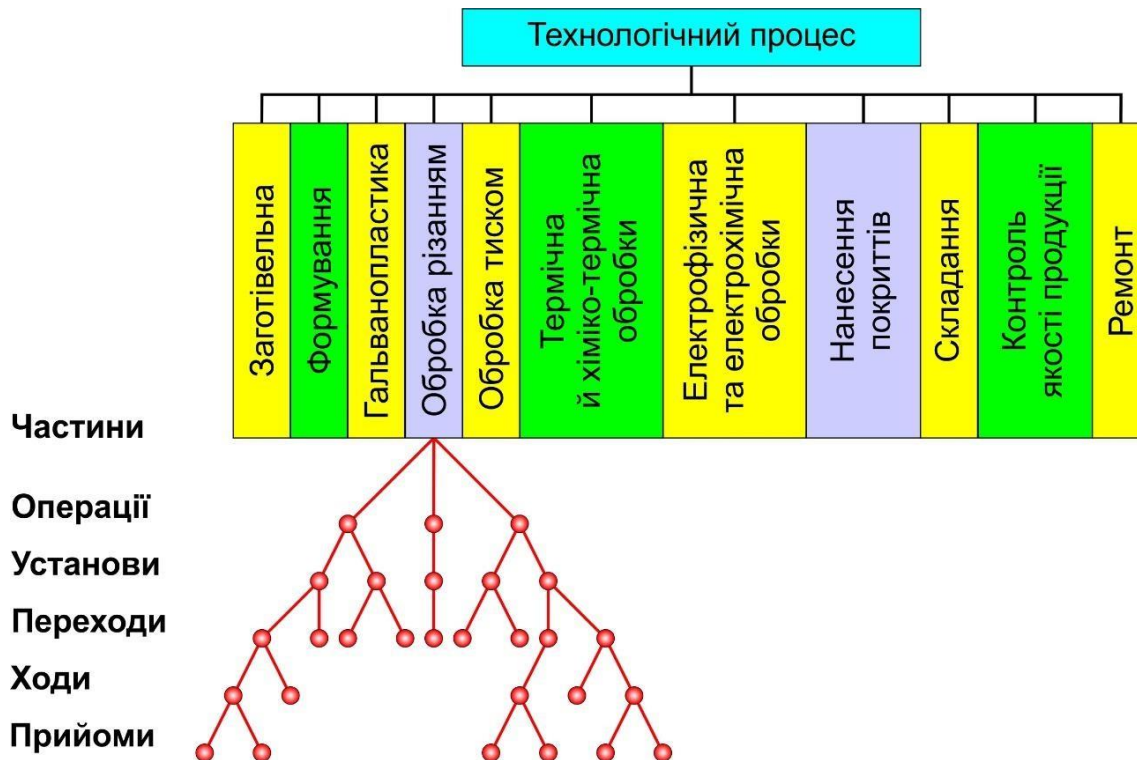 Технологічний процес
Заготівельна
Формування
Гальванопластика
Обробка різанням
Обробка тиском
Термічна
й хіміко-термічна
обробки
Електрофізична
та електрохімічна
обробки
Нанесення
покриттів
Складання
Контроль
якості продукції
Ремонт
Частини
Операції
Установи
Переходи
Ходи
Прийоми